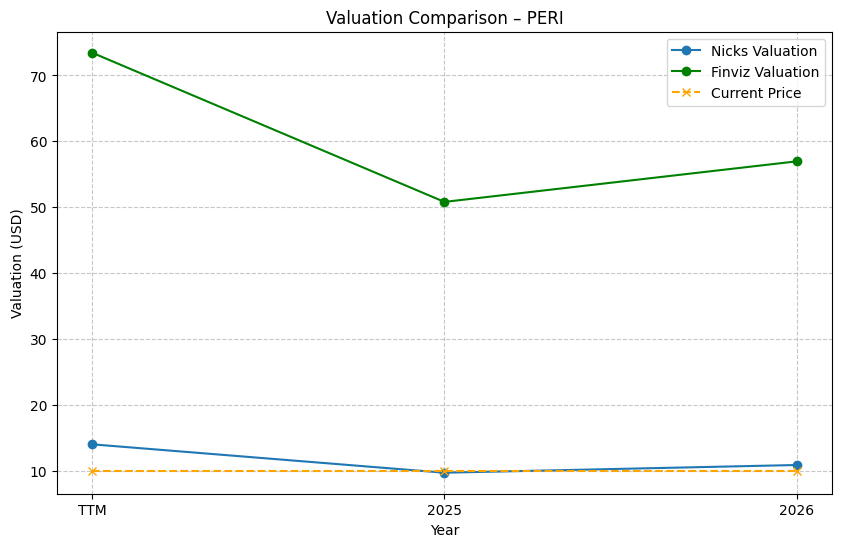 Valuation Comparison – PERI
Nicks Valuation
Finviz Valuation
Current Price
Valuation (USD)
70
60
50
40
30
20
10
TTM
2025
2026
Year